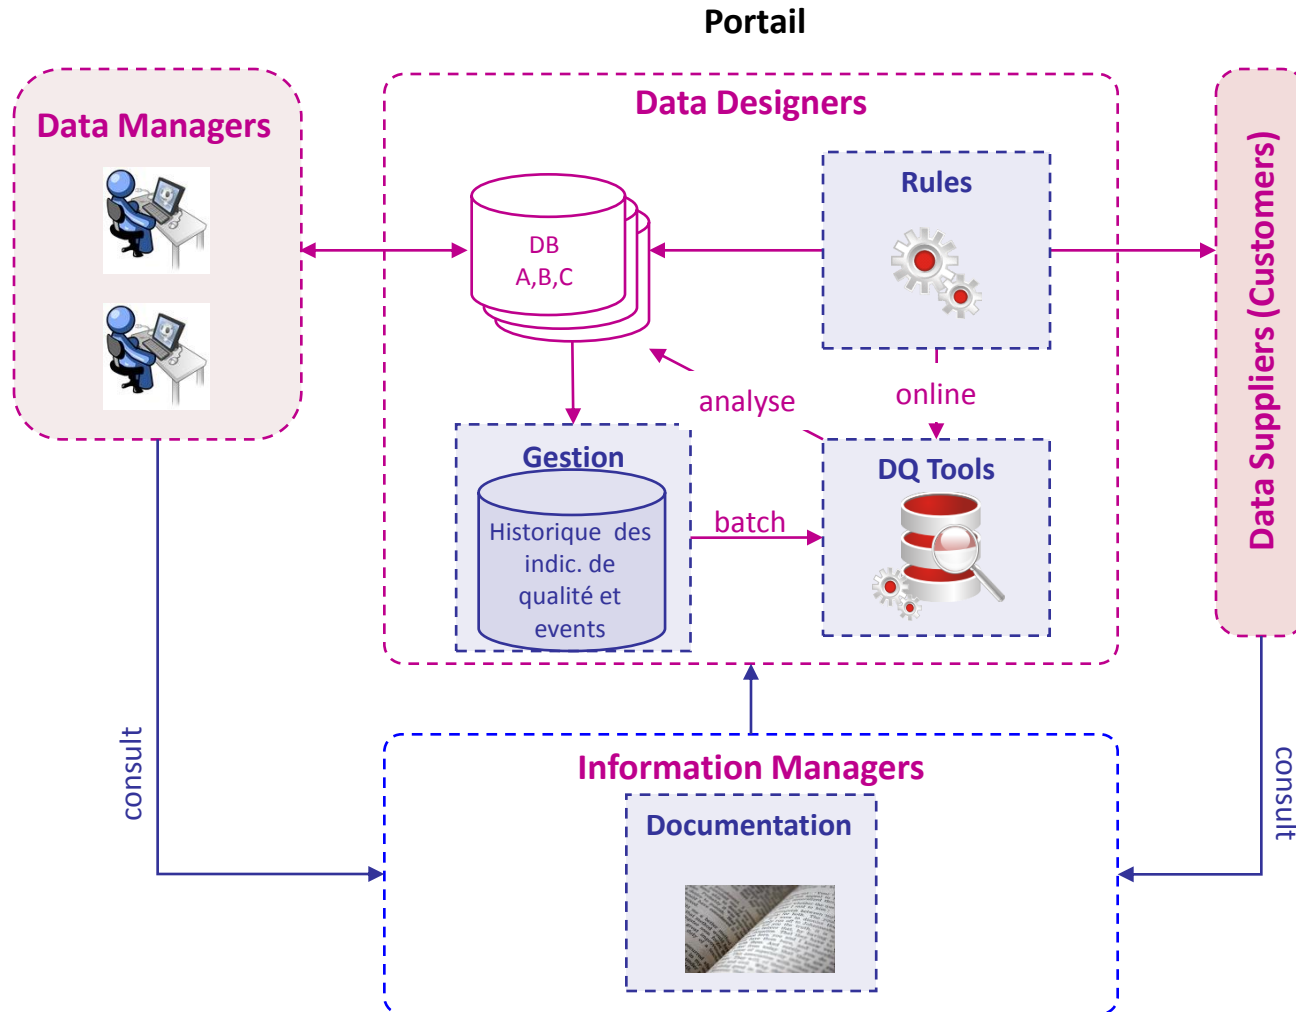 Portail
Data Managers
Data Designers
Rules
DB
A,B,C
analyse
online
Gestion
Historique des
indic. de
qualité et
events
batch
DQ Tools
Data Suppliers (Customers)
consult
consult
Information Managers
Documentation